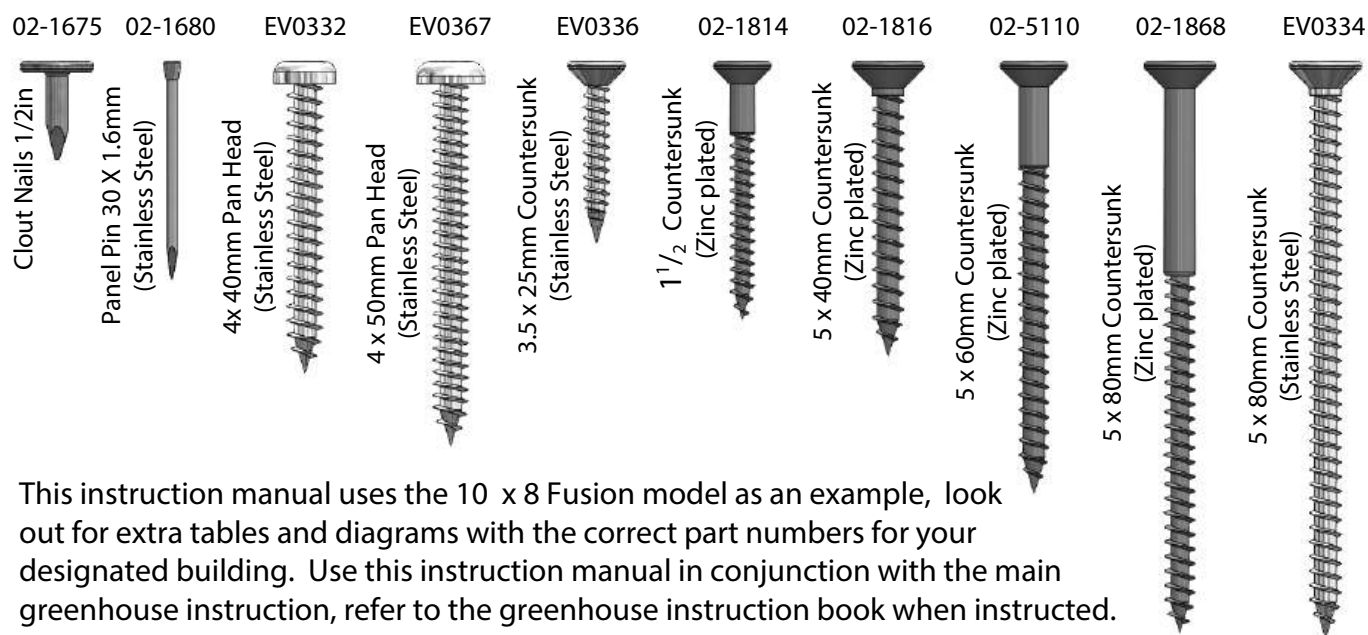 02-1675 02-1680 EV0332 EV0367 EV0336 02-1814 02-1816 02-5110 02-1868 EV0334
Clout Nails 1/2in
Panel Pin 30 X 1.6mm
(Stainless Steel)
4x 40mm Pan Head
(Stainless Steel)
4 x 50mm Pan Head
(Stainless Steel)
3.5 x 25mm Countersunk
(Stainless Steel)
1 1/2 Countersunk
(Zinc plated)
5 x 40mm Countersunk
(Zinc plated)
5 x 60mm Countersunk
(Zinc plated)
5 x 80mm Countersunk
(Zinc plated)
5 x 80mm Countersunk
(Stainless Steel)
This instruction manual uses the 10 x 8 Fusion model as an example, look
out for extra tables and diagrams with the correct part numbers for your
designated building. Use this instruction manual in conjunction with the main
greenhouse instruction, refer to the greenhouse instruction book when instructed.